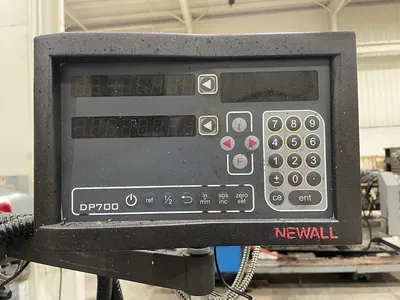 i
7 8 9
4 5 6
F
1 2 3
± 0 ·
ce ent
DP700 ref ½ in mm abs inc zero set
NEWALL